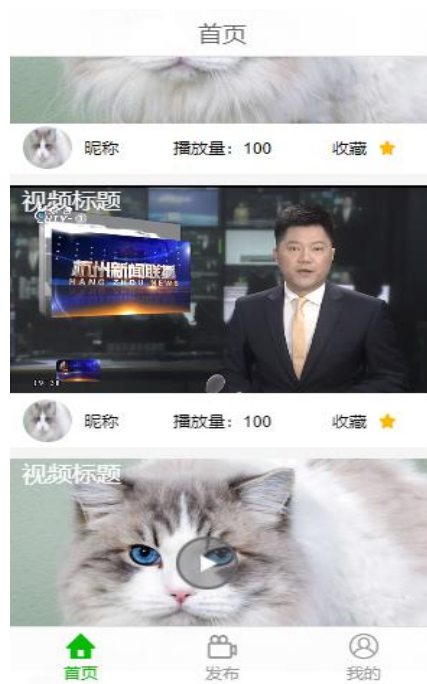 首页
昵称 播放量：100 收藏
视频标题
杭州新闻联播
HANG ZHOU NEWS
昵称 播放量：100 收藏
视频标题
首页 发布 我的